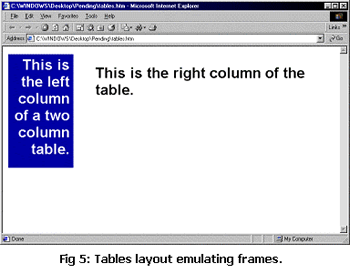 C:\WINDOWS\Desktop\Pending\tables.htm - Microsoft Internet Explorer
File Edit View Favorites Tools Help
Address C:\WINDOWS\Desktop\Pending\tables.htm Go
Links »
This is
the left
column
of a two
column
table.
This is the right column of the
table.
Done My Computer
Fig 5: Tables layout emulating frames.